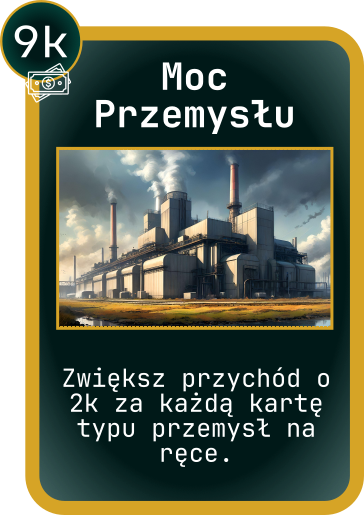 9k
Moc
Przemysłu
Zwiększ przychód o
2k za każdą kartę
typu przemysł na
ręce.